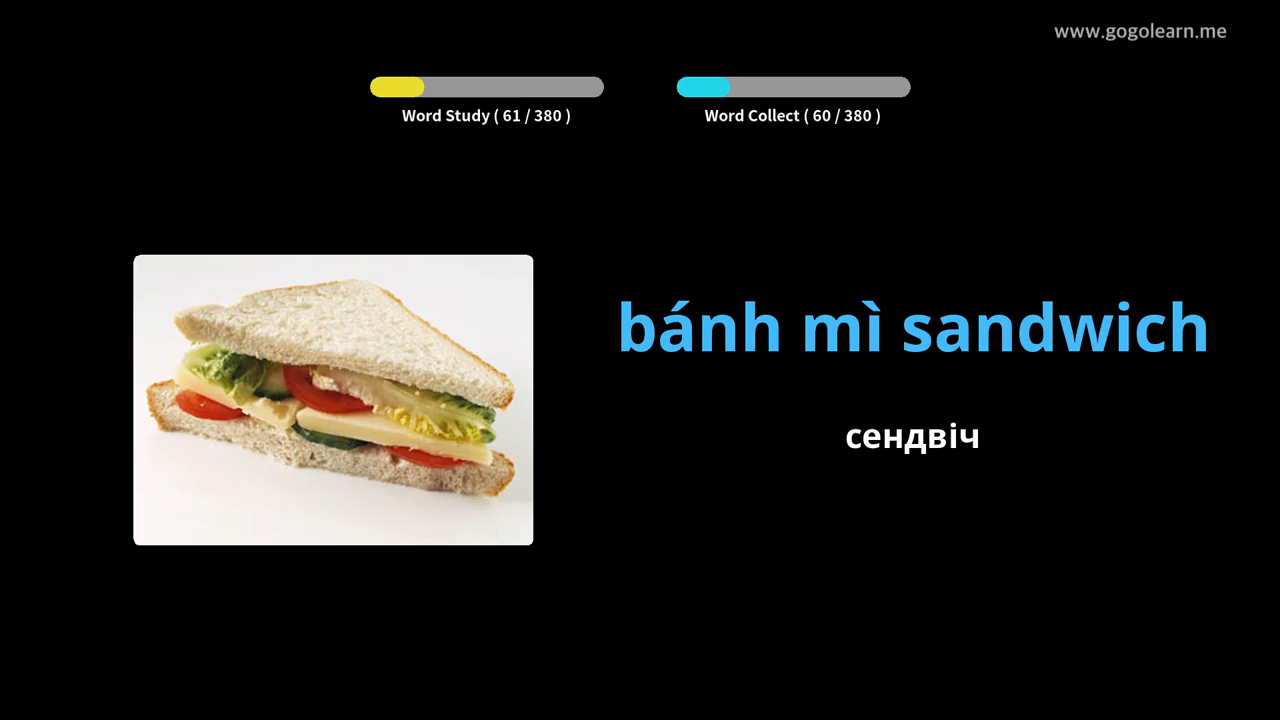 www.gogolearn.me
Word Study ( 61 / 380 )
Word Collect ( 60 / 380 )
bánh mì sandwich
сендвіч